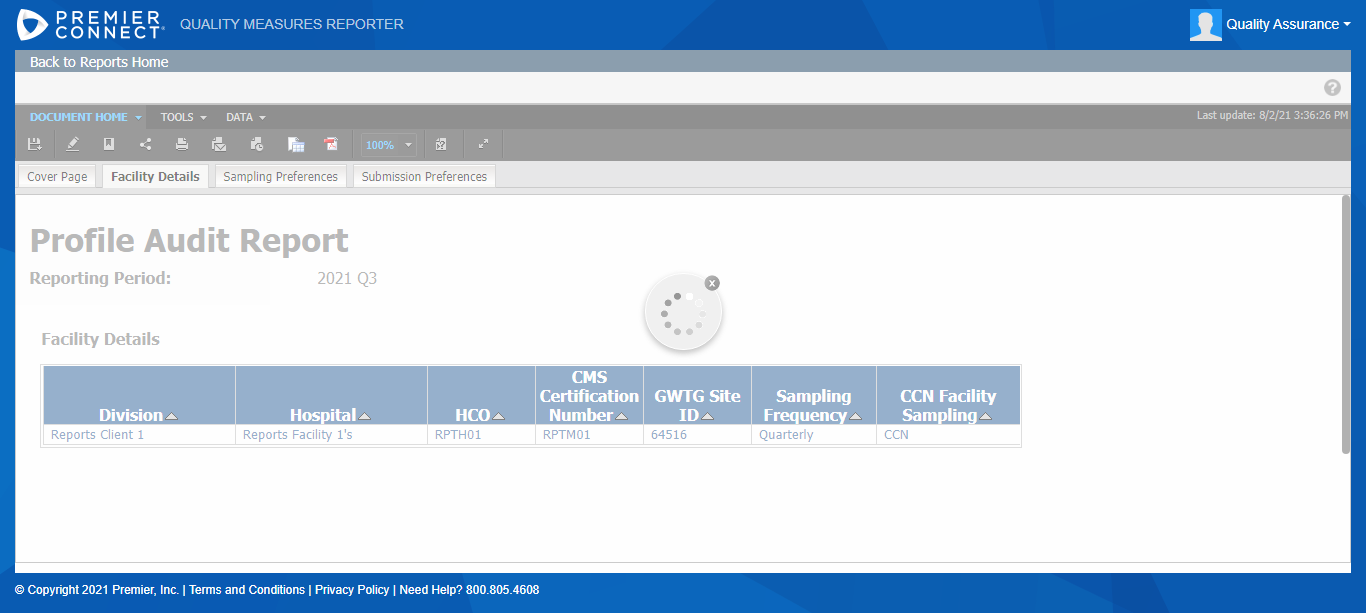 PREMIER CONNECT® QUALITY MEASURES REPORTER
Quality Assurance
Back to Reports Home
?
DOCUMENT HOME TOOLS DATA
Last update: 8/2/21 3:36:26 PM
100%
Cover Page Facility Details Sampling Preferences Submission Preferences
Profile Audit Report
Reporting Period: 2021 Q3
x
Facility Details
Division Hospital HCO CMS Certification Number GWTG Site ID Sampling Frequency CCN Facility Sampling
Reports Client 1 Reports Facility 1's RPTH01 RPTM01 64516 Quarterly CCN
© Copyright 2021 Premier, Inc. | Terms and Conditions | Privacy Policy | Need Help? 800.805.4608